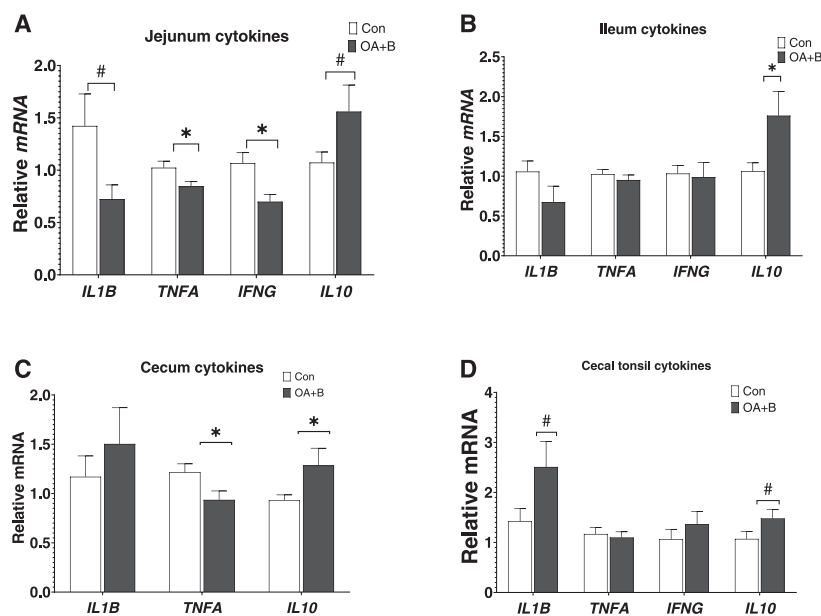 A
Jejunum cytokines
Con
OA+B
Relative mRNA
2.0
1.5
1.0
0.5
0.0
#
*
*
#
IL1B TNFA IFNG IL10
B
Ileum cytokines
Con
OA+B
Relative mRNA
2.5
2.0
1.5
1.0
0.5
0.0
*
IL1B TNFA IFNG IL10
C
Cecum cytokines
Con
OA+B
Relative mRNA
2.0
1.5
1.0
0.5
0.0
*
*
IL1B TNFA IL10
D
Cecal tonsil cytokines
Con
OA+B
Relative mRNA
4
3
2
1
0
#
#
IL1B TNFA IFNG IL10